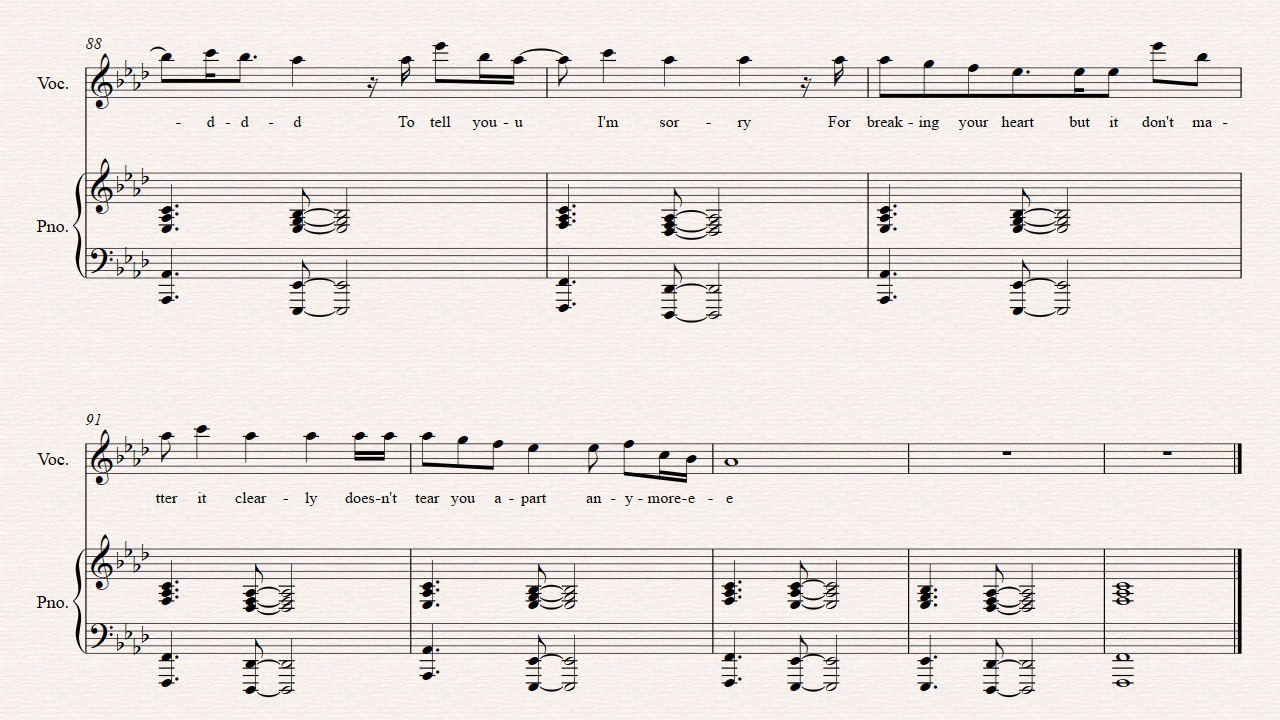 88
Voc.
- d - d - d To tell you - u I'm sor - ry For break - ing your heart but it don't ma -
Pno.
91
Voc.
tter it clear - ly does-n't tear you a - part an - y - more-e - e
Pno.